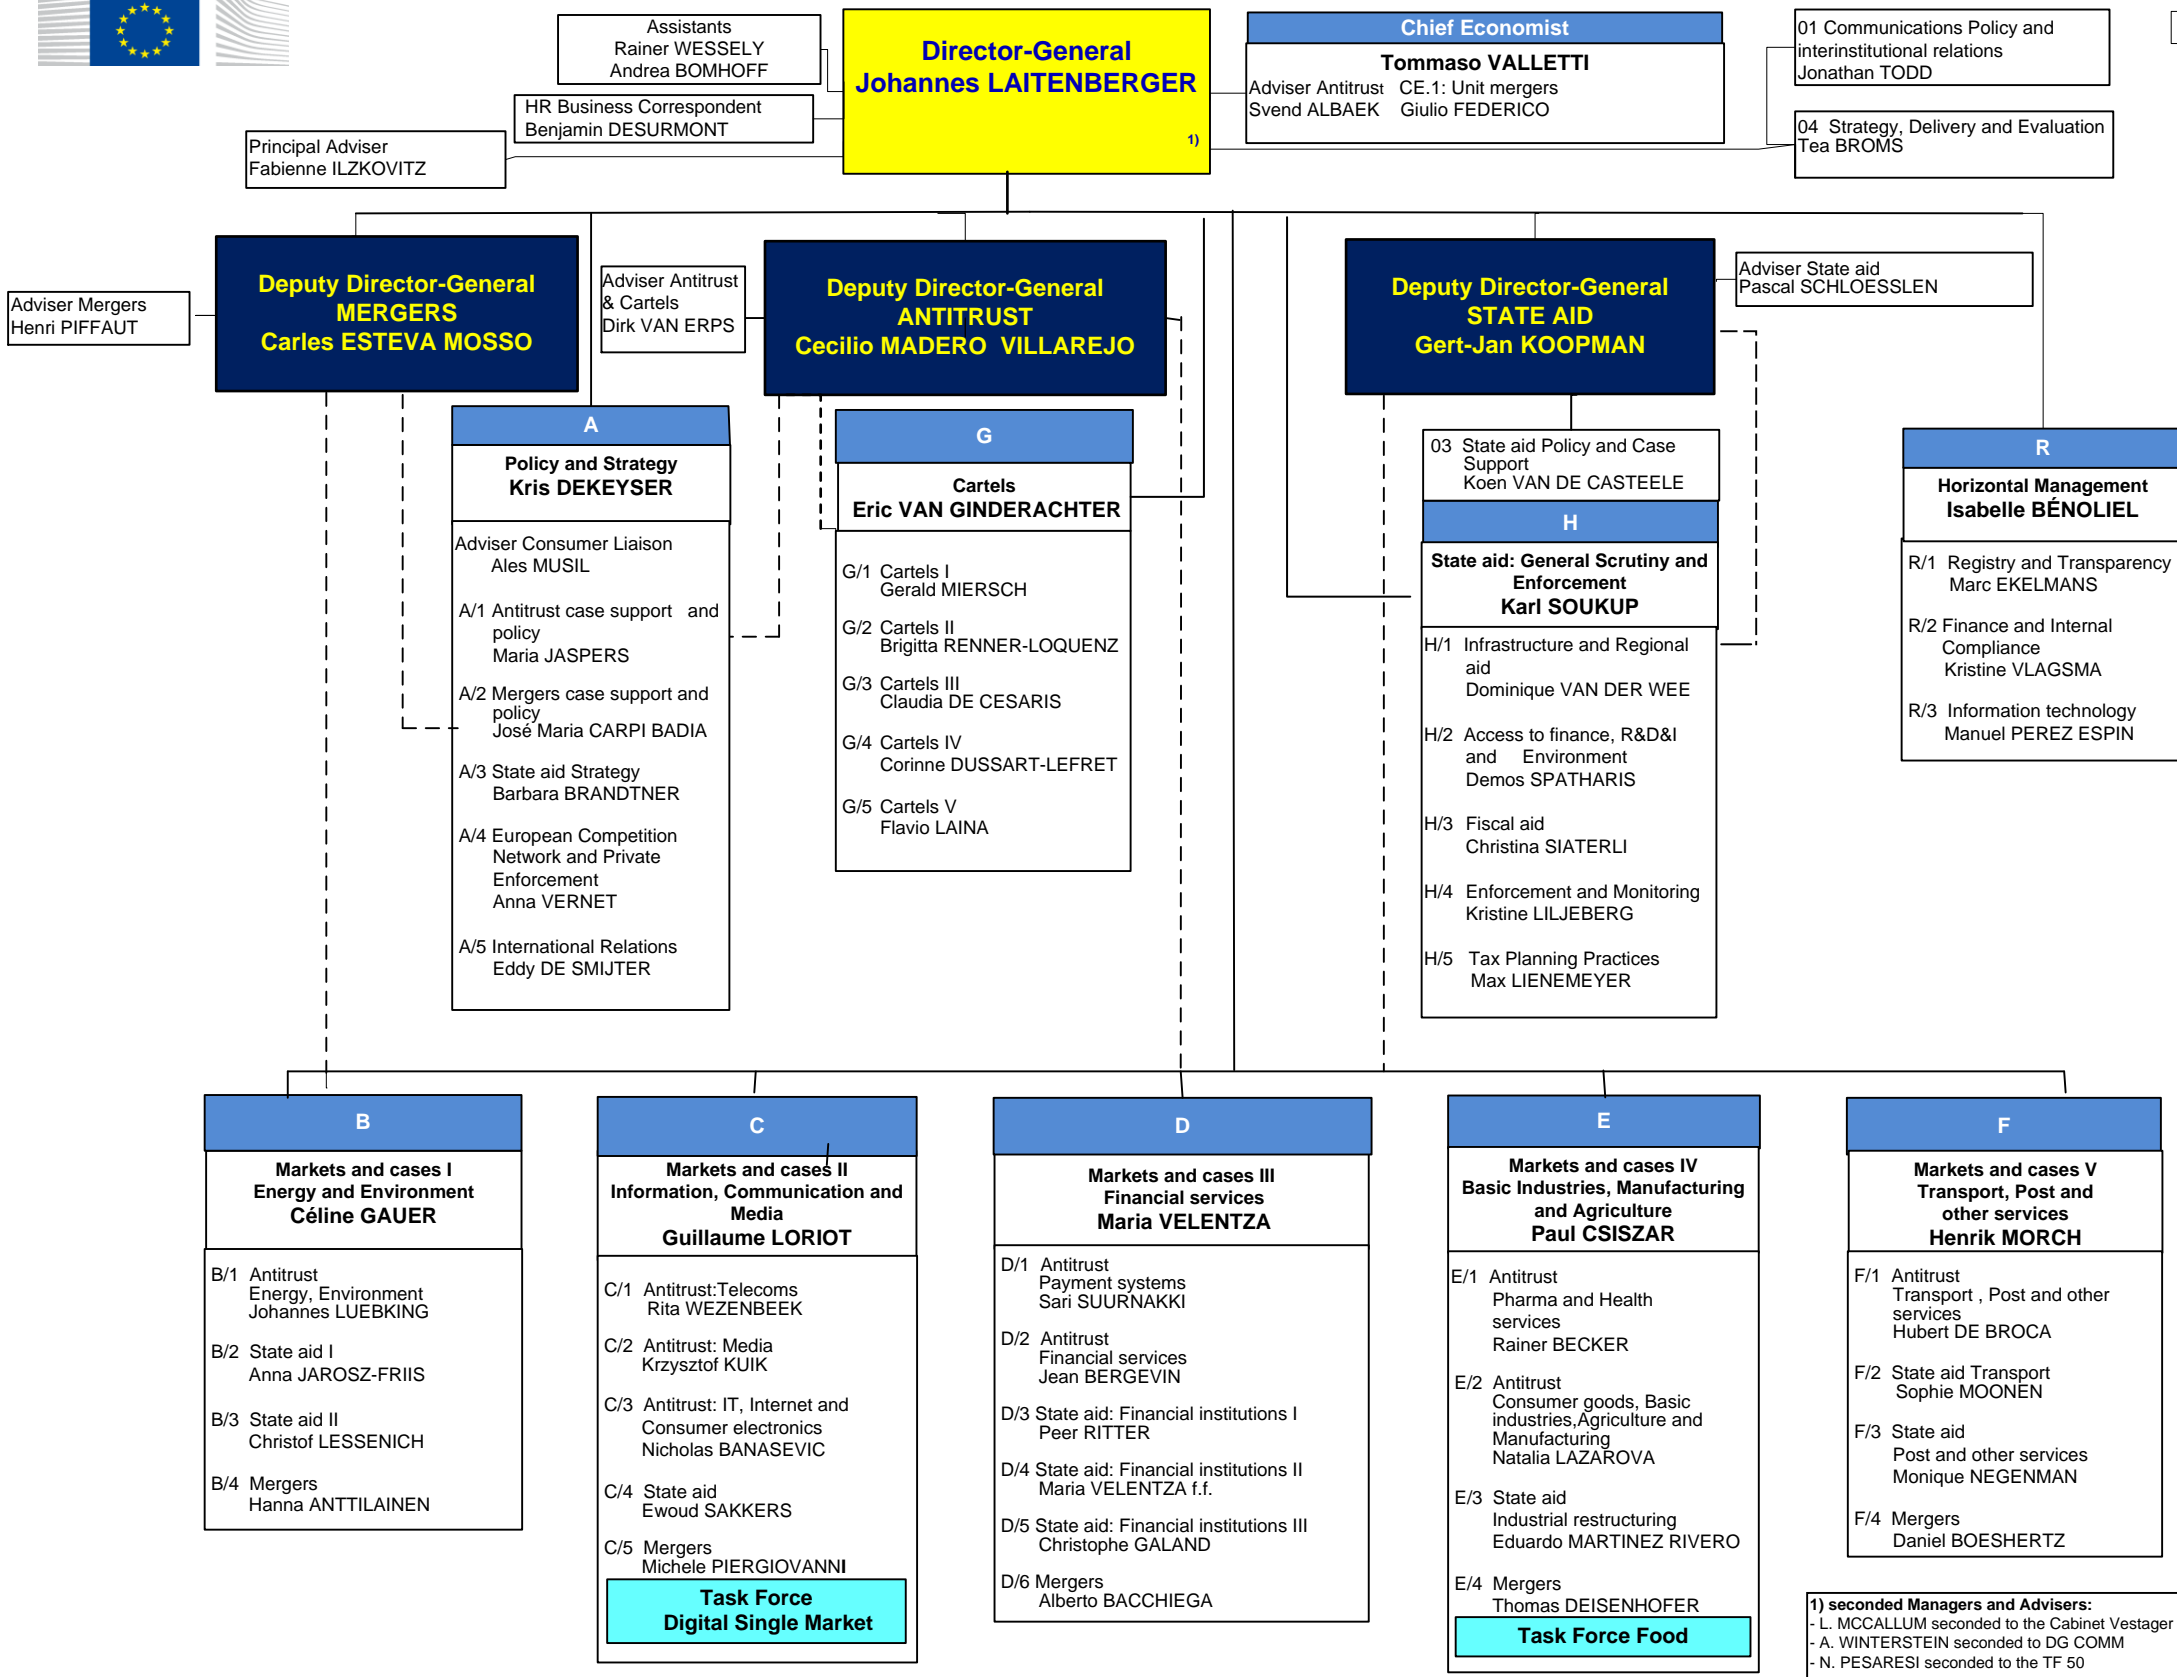 Assistants
Rainer WESSELY
Andrea BOMHOFF
HR Business Correspondent
Benjamin DESURMONT
Principal Adviser
Fabienne ILZKOVITZ
Director-General
Johannes LAITENBERGER
1)
Chief Economist
Tommaso VALLETTI
Adviser Antitrust CE.1: Unit mergers
Svend ALBAEK Giulio FEDERICO
01 Communications Policy and
interinstitutional relations
Jonathan TODD
04 Strategy, Delivery and Evaluation
Tea BROMS
Adviser Mergers
Henri PIFFAUT
Deputy Director-General
MERGERS
Carles ESTEVA MOSSO
Adviser Antitrust
& Cartels
Dirk VAN ERPS
Deputy Director-General
ANTITRUST
Cecilio MADERO VILLAREJO
Deputy Director-General
STATE AID
Gert-Jan KOOPMAN
Adviser State aid
Pascal SCHLOESSLEN
A
Policy and Strategy
Kris DEKEYSER
Adviser Consumer Liaison
Ales MUSIL
A/1 Antitrust case support and
policy
Maria JASPERS
A/2 Mergers case support and
policy
José Maria CARPI BADIA
A/3 State aid Strategy
Barbara BRANDTNER
A/4 European Competition
Network and Private
Enforcement
Anna VERNET
A/5 International Relations
Eddy DE SMIJTER
G
Cartels
Eric VAN GINDERACHTER
G/1 Cartels I
Gerald MIERSCH
G/2 Cartels II
Brigitta RENNER-LOQUENZ
G/3 Cartels III
Claudia DE CESARIS
G/4 Cartels IV
Corinne DUSSART-LEFRET
G/5 Cartels V
Flavio LAINA
03 State aid Policy and Case
Support
Koen VAN DE CASTEELE
H
State aid: General Scrutiny and
Enforcement
Karl SOUKUP
H/1 Infrastructure and Regional
aid
Dominique VAN DER WEE
H/2 Access to finance, R&D&I
and Environment
Demos SPATHARIS
H/3 Fiscal aid
Christina SIATERLI
H/4 Enforcement and Monitoring
Kristine LILJEBERG
H/5 Tax Planning Practices
Max LIENEMEYER
R
Horizontal Management
Isabelle BÉNOLIEL
R/1 Registry and Transparency
Marc EKELMANS
R/2 Finance and Internal
Compliance
Kristine VLAGSMA
R/3 Information technology
Manuel PEREZ ESPIN
B
Markets and cases I
Energy and Environment
Céline GAUER
B/1 Antitrust
Energy, Environment
Johannes LUEBKING
B/2 State aid I
Anna JAROSZ-FRIIS
B/3 State aid II
Christof LESSENICH
B/4 Mergers
Hanna ANTTILAINEN
C
Markets and cases II
Information, Communication and
Media
Guillaume LORIOT
C/1 Antitrust:Telecoms
Rita WEZENBEEK
C/2 Antitrust: Media
Krzysztof KUIK
C/3 Antitrust: IT, Internet and
Consumer electronics
Nicholas BANASEVIC
C/4 State aid
Ewoud SAKKERS
C/5 Mergers
Michele PIERGIOVANNI
Task Force
Digital Single Market
D
Markets and cases III
Financial services
Maria VELENTZA
D/1 Antitrust
Payment systems
Sari SUURNAKKI
D/2 Antitrust
Financial services
Jean BERGEVIN
D/3 State aid: Financial institutions I
Peer RITTER
D/4 State aid: Financial institutions II
Maria VELENTZA f.f.
D/5 State aid: Financial institutions III
Christophe GALAND
D/6 Mergers
Alberto BACCHIEGA
E
Markets and cases IV
Basic Industries, Manufacturing
and Agriculture
Paul CSISZAR
E/1 Antitrust
Pharma and Health
services
Rainer BECKER
E/2 Antitrust
Consumer goods, Basic
industries,Agriculture and
Manufacturing
Natalia LAZAROVA
E/3 State aid
Industrial restructuring
Eduardo MARTINEZ RIVERO
E/4 Mergers
Thomas DEISENHOFER
Task Force Food
F
Markets and cases V
Transport, Post and
other services
Henrik MORCH
F/1 Antitrust
Transport , Post and other
services
Hubert DE BROCA
F/2 State aid Transport
Sophie MOONEN
F/3 State aid
Post and other services
Monique NEGENMAN
F/4 Mergers
Daniel BOESHERTZ
1) seconded Managers and Advisers:
- L. MCCALLUM seconded to the Cabinet Vestager
- A. WINTERSTEIN seconded to DG COMM
- N. PESARESI seconded to the TF 50